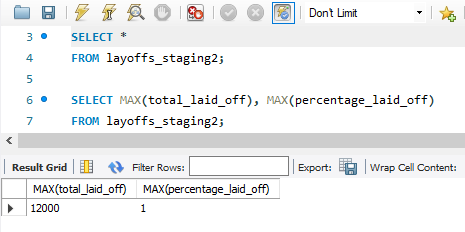 Don't Limit
3 SELECT *
4 FROM layoffs_staging2;
5
6 SELECT MAX(total_laid_off), MAX(percentage_laid_off)
7 FROM layoffs_staging2;
Result Grid Filter Rows: Export: Wrap Cell Content:
MAX(total_laid_off) MAX(percentage_laid_off)
12000 1